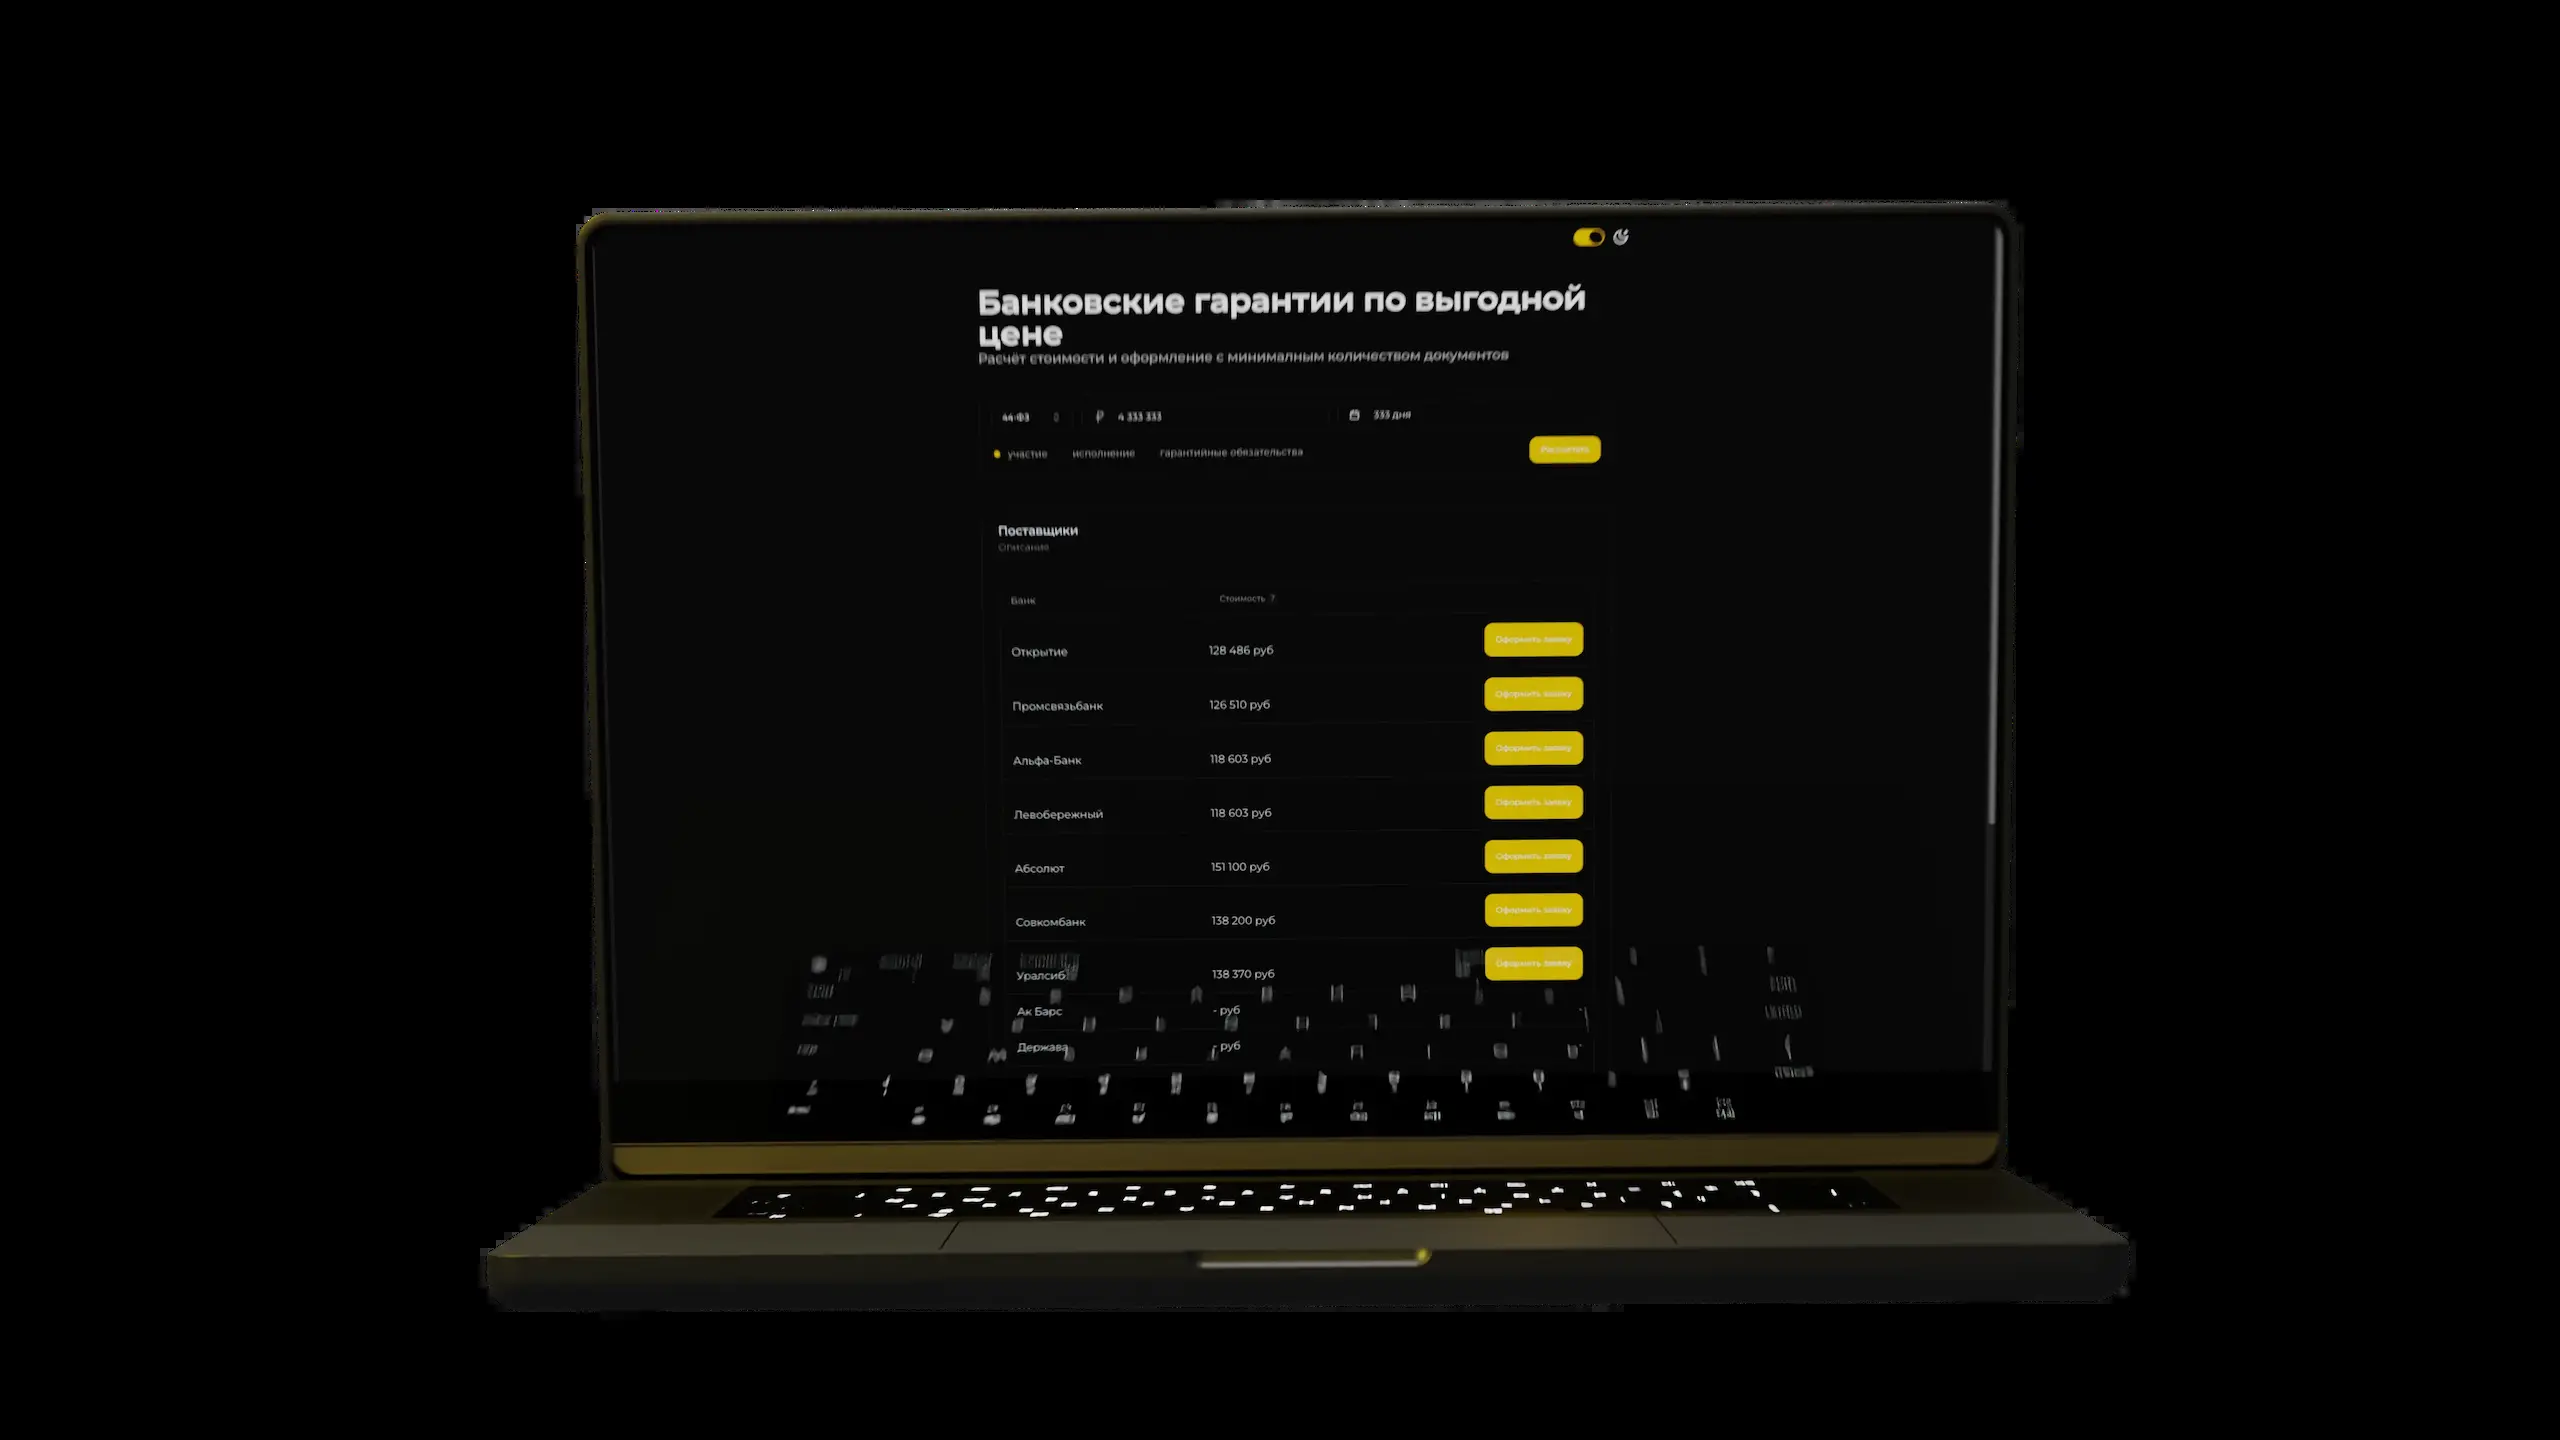 Банковские гарантии по выгодной
цене
Расчёт стоимости и оформление с минималным количеством документов
44-ФЗ ₽ 4 333 333 333 дня
участие исполнение гарантийные обязательства Рассчитать
Поставщики
Описания
Банк Стоимость ?
Открытие 128 486 руб Оформить заявку
Промсвязьбанк 126 510 руб Оформить заявку
Альфа-Банк 118 603 руб Оформить заявку
Левобережный 118 603 руб Оформить заявку
Абсолют 151 100 руб Оформить заявку
Совкомбанк 138 200 руб Оформить заявку
Уралсиб 138 370 руб Оформить заявку
Ак Барс - руб
Держава - руб